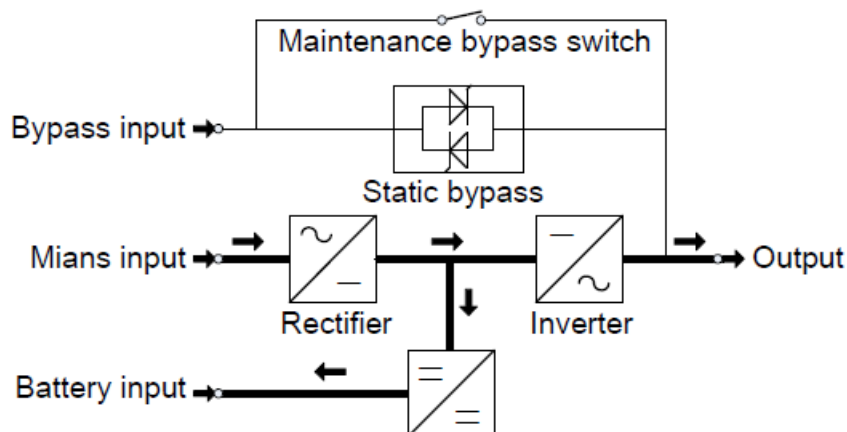 Maintenance bypass switch
Bypass input
Static bypass
Mians input
Output
Rectifier
Inverter
Battery input